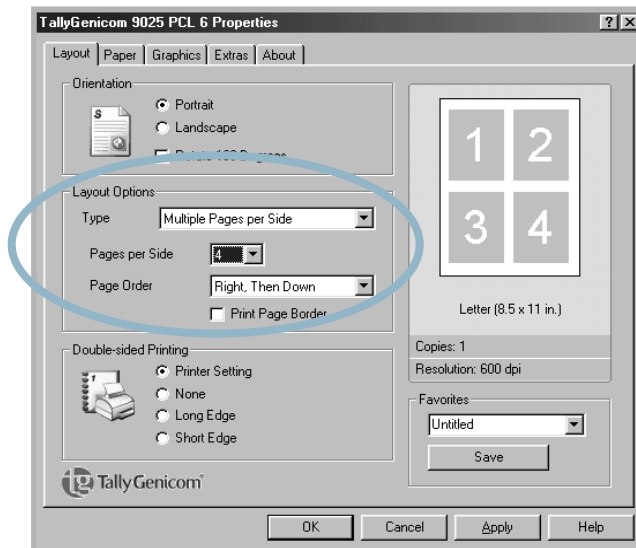 TallyGenicom 9025 PCL 6 Properties
Layout Paper Graphics Extras About
Orientation
Portrait
Landscape
Rotate 180 Degrees
Layout Options
Type Multiple Pages per Side
Pages per Side 4
Page Order Right, Then Down
Print Page Border
Double-sided Printing
Printer Setting
None
Long Edge
Short Edge
TallyGenicom
1 2
3 4
Letter (8.5 x 11 in.)
Copies: 1
Resolution: 600 dpi
Favorites
Untitled
Save
OK Cancel Apply Help